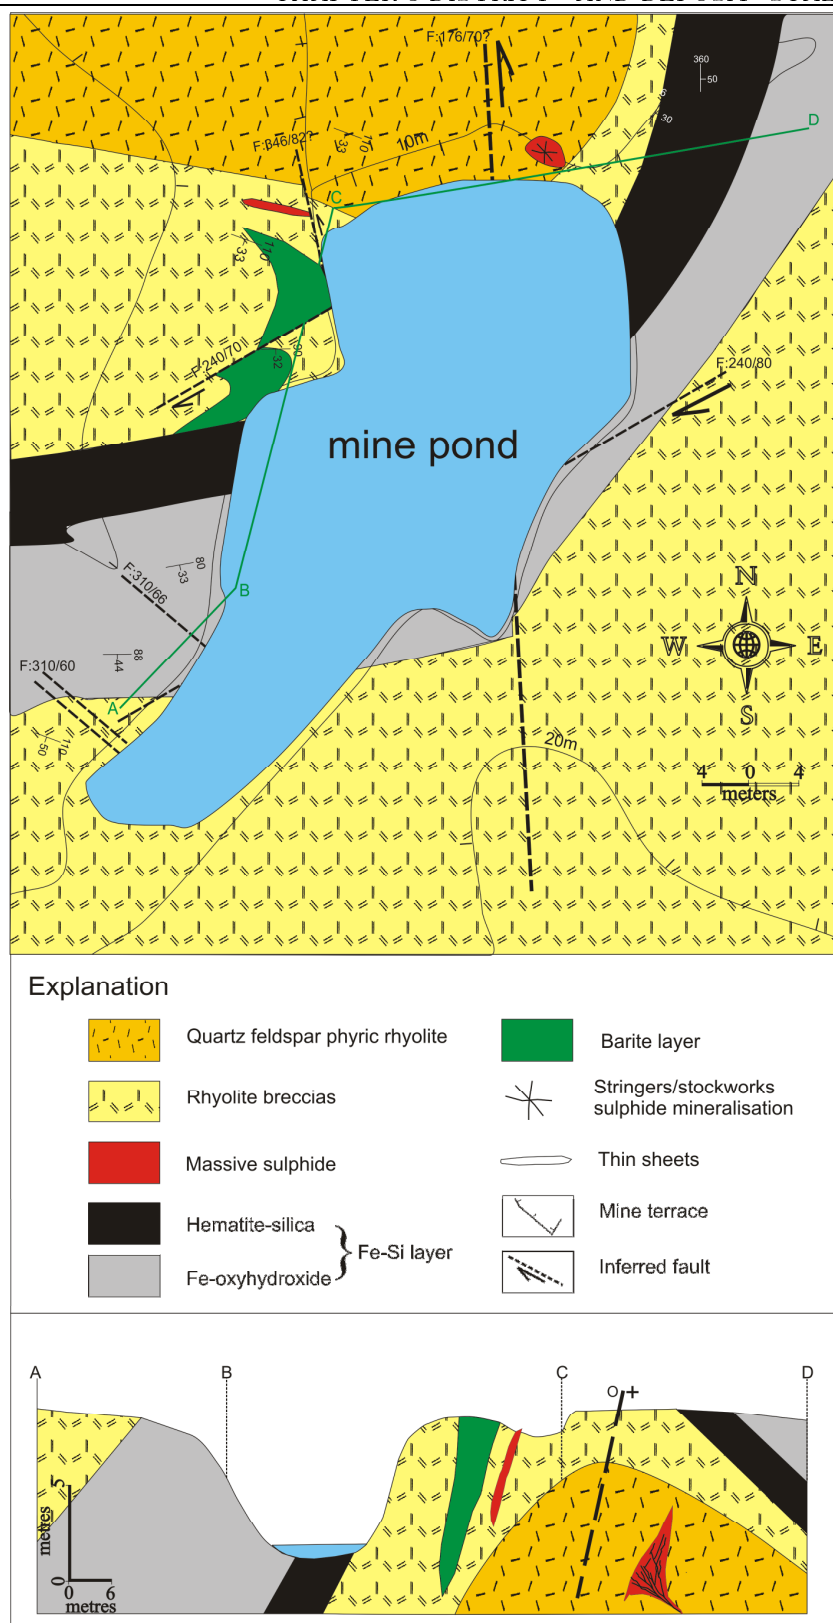 F:176/70?
360
50
D
30
F:346/82?
110
33
10m
C
110
33
F:240/70
90
32
F:240/80
mine pond
80
33
B
F:310/66
88
44
F:310/60
A
110
50
N
W E
S
20m
4 0 4
meters
Explanation
Quartz feldspar phyric rhyolite
Barite layer
Rhyolite breccias
Stringers/stockworks
sulphide mineralisation
Massive sulphide
Thin sheets
Hematite-silica
Fe-Si layer
Mine terrace
Fe-oxyhydroxide
Inferred fault
A B C D
O +
5
metres
0
0 6
metres